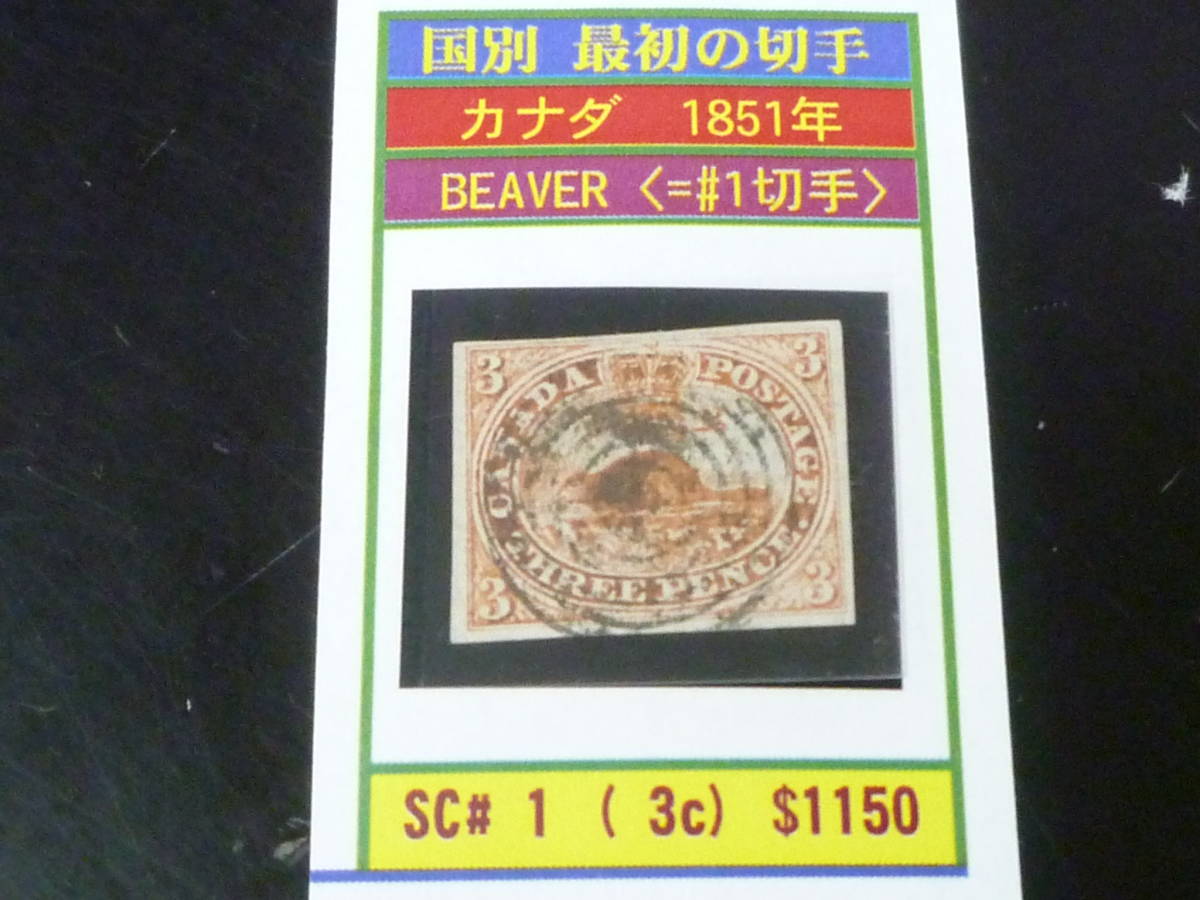 国別 最初の切手
カナダ 1851年
BEAVER 〈=#1切手〉
3 3
CANADA POSTAGE.
THREE PENCE.
3 3
SC# 1 ( 3c) $1150